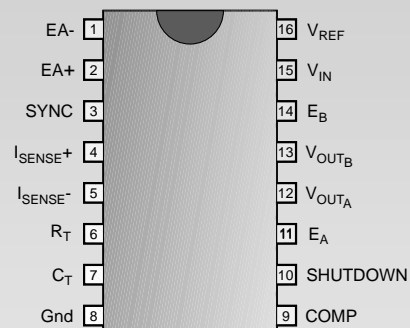 EA- 1 16 VREF
EA+ 2 15 VIN
SYNC 3 14 EB
ISENSE+ 4 13 VOUTB
ISENSE- 5 12 VOUTA
RT 6 11 EA
CT 7 10 SHUTDOWN
Gnd 8 9 COMP